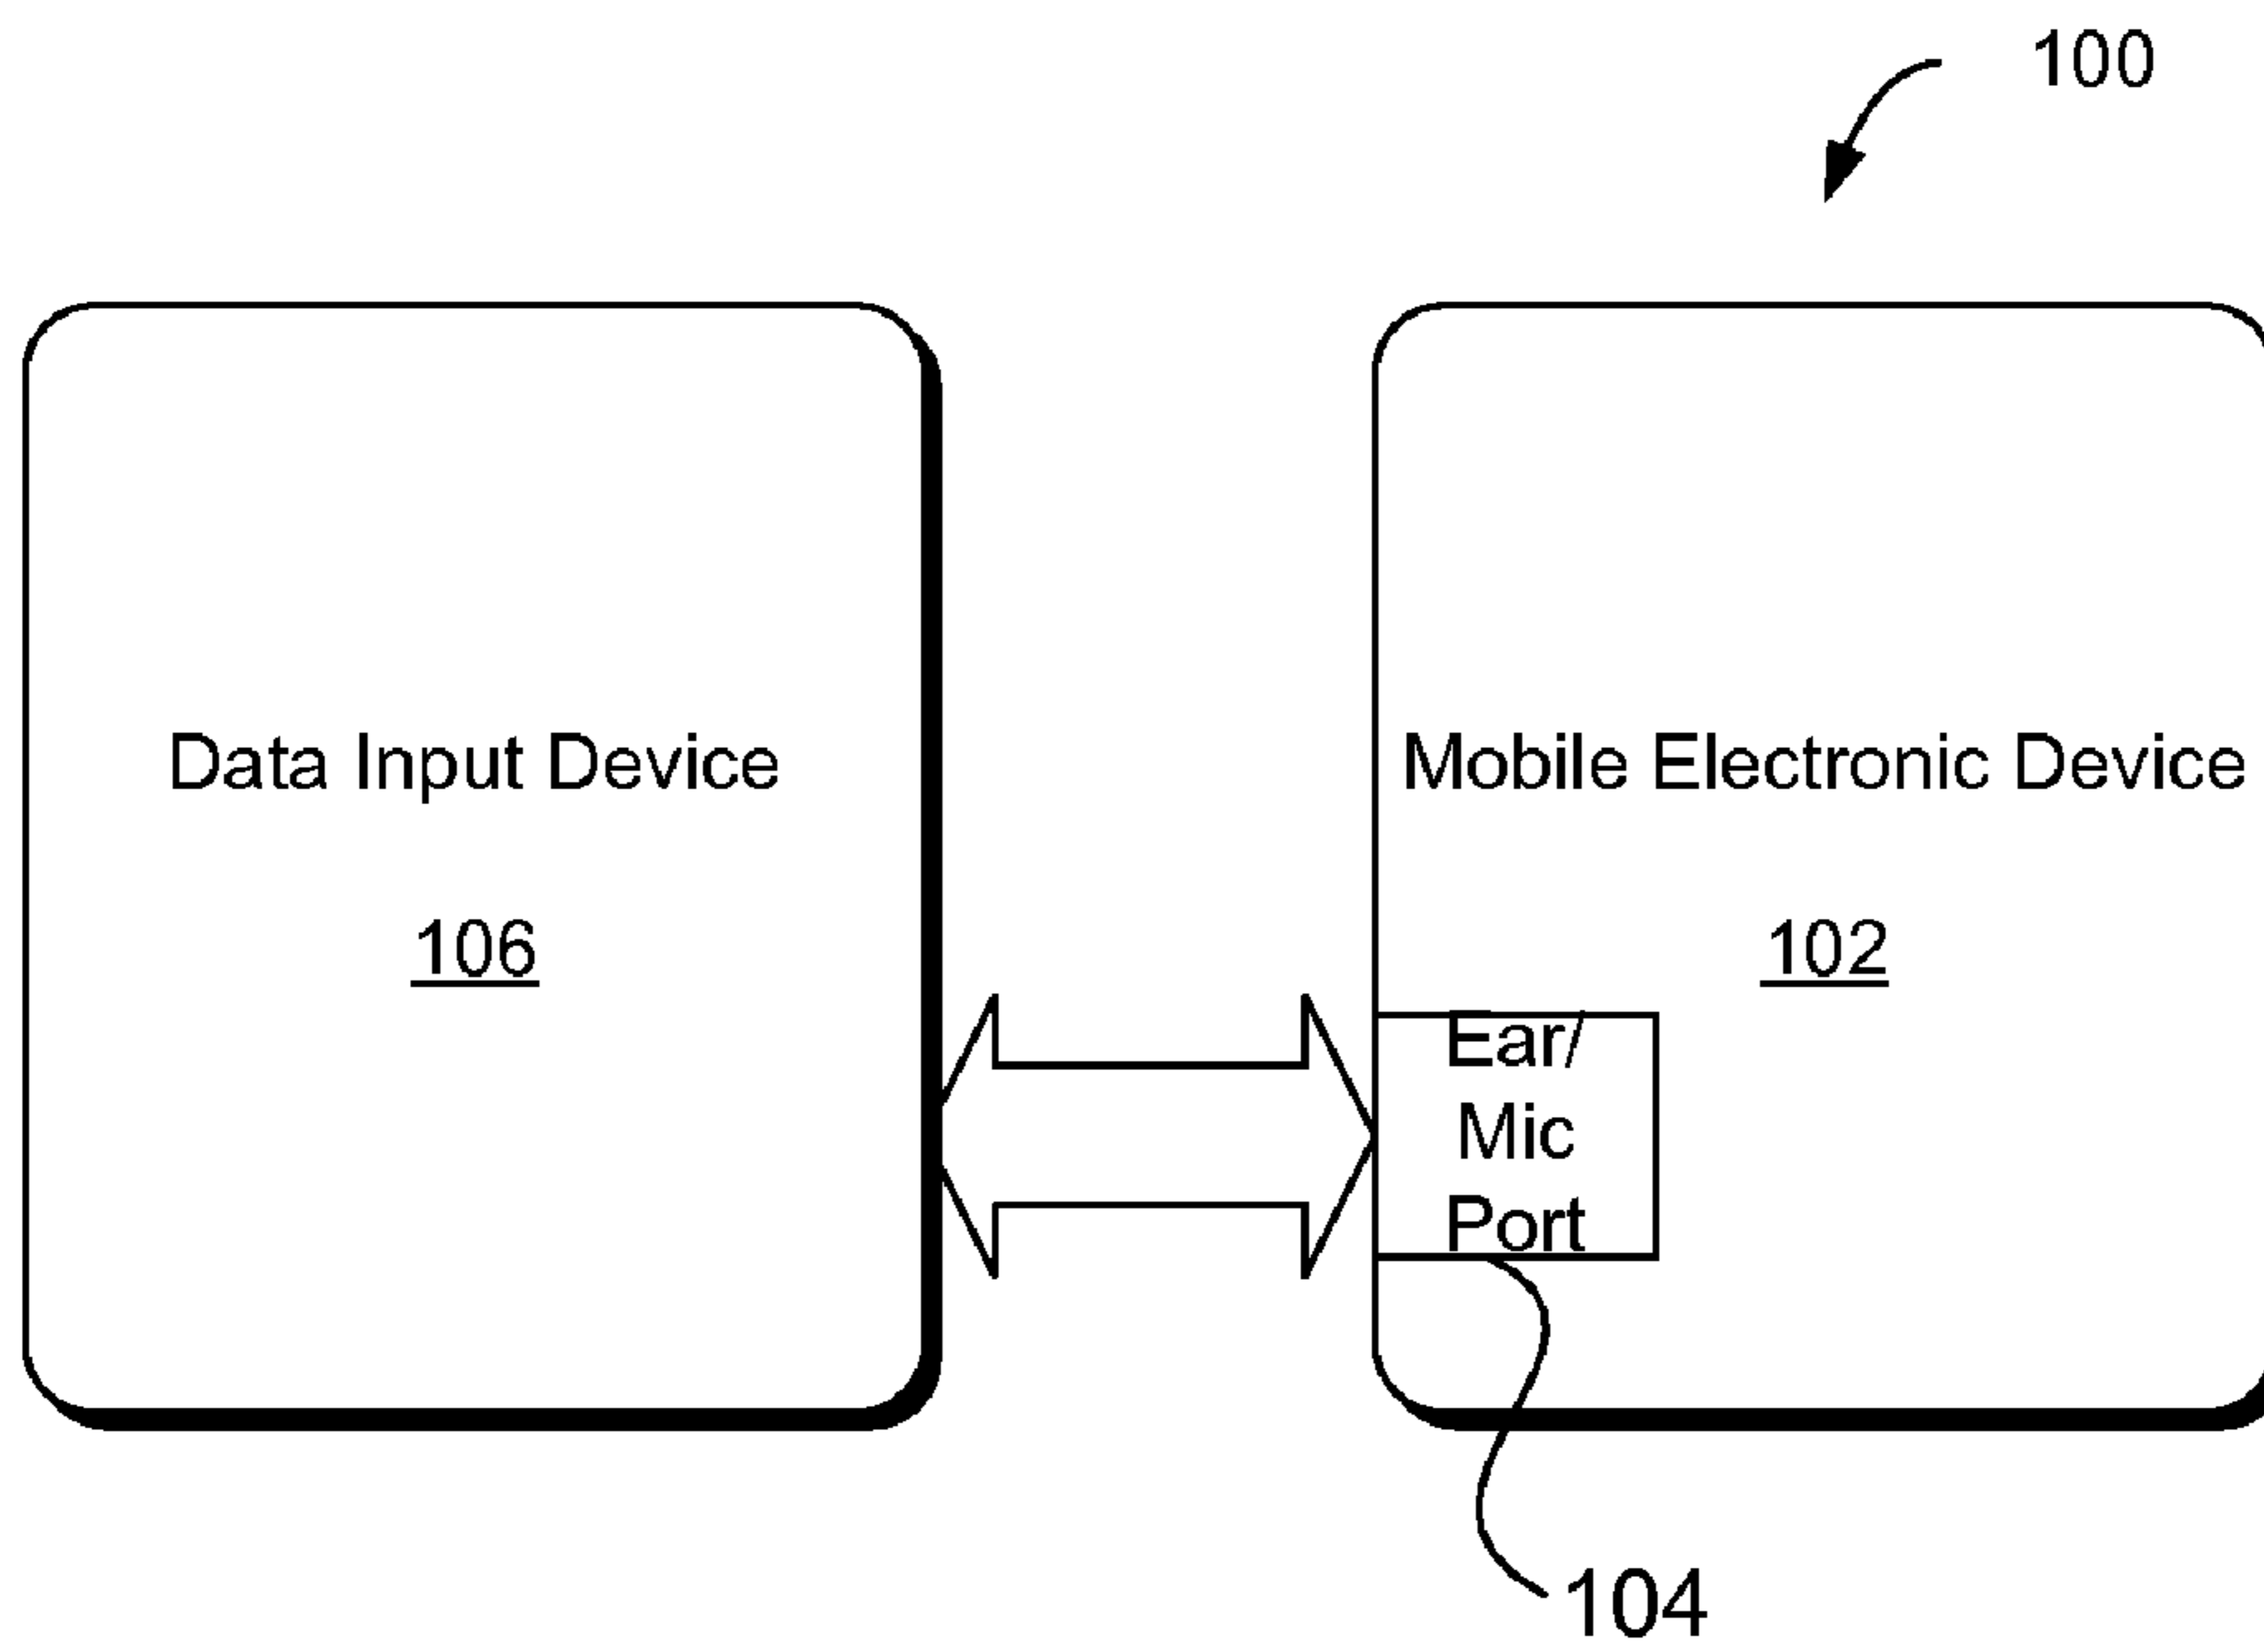 100
Data Input Device
106
Mobile Electronic Device
102
Ear/
Mic
Port
104